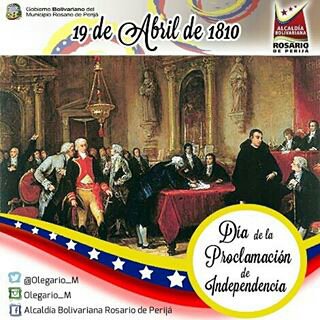 Gobierno Bolivariano del
Municipio Rosario de Perijá
ALCALDÍA
BOLIVARIANA
ROSARIO
DE PERIJÁ
19 de Abril de 1810
Día de la
Proclamación
de
Independencia
@Olegario_M
Olegario_M
Alcaldía Bolivariana Rosario de Perijá